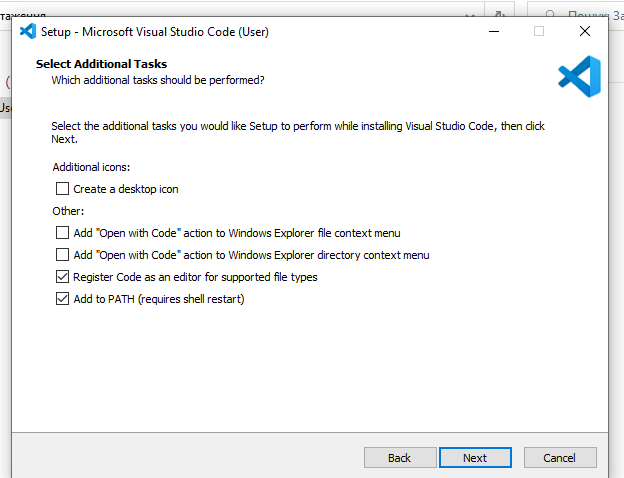 таження
Пошук: За
Setup - Microsoft Visual Studio Code (User)
Select Additional Tasks
Which additional tasks should be performed?
Use
Select the additional tasks you would like Setup to perform while installing Visual Studio Code, then click
Next.
Additional icons:
Create a desktop icon
Other:
Add "Open with Code" action to Windows Explorer file context menu
Add "Open with Code" action to Windows Explorer directory context menu
Register Code as an editor for supported file types
Add to PATH (requires shell restart)
Back
Next
Cancel